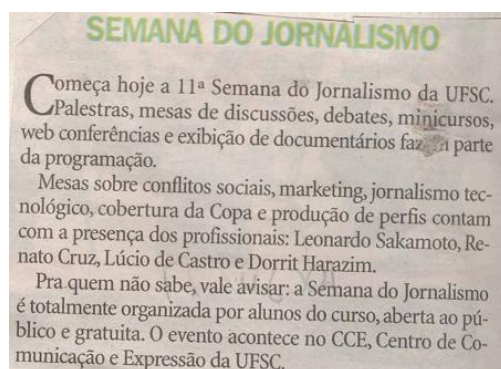 SEMANA DO JORNALISMO
Começa hoje a 11ª Semana do Jornalismo da UFSC.
Palestras, mesas de discussões, debates, minicursos,
web conferências e exibição de documentários parte
da programação.
Mesas sobre conflitos sociais, marketing, jornalismo tec-
nológico, cobertura da Copa e produção de perfis contam
com a presença dos profissionais: Leonardo Sakamoto, Re-
nato Cruz, Lúcio de Castro e Dorrit Harazim.
Pra quem não sabe, vale avisar: a Semana do Jornalismo
é totalmente organizada por alunos do curso, aberta ao pú-
blico e gratuita. O evento acontece no CCE, Centro de Co-
municação e Expressão da UFSC.